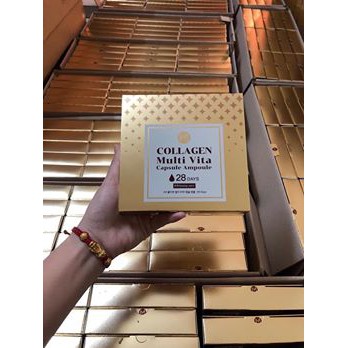 COLLAGEN
Multi Vita
Capsule Ampoule
28 DAYS